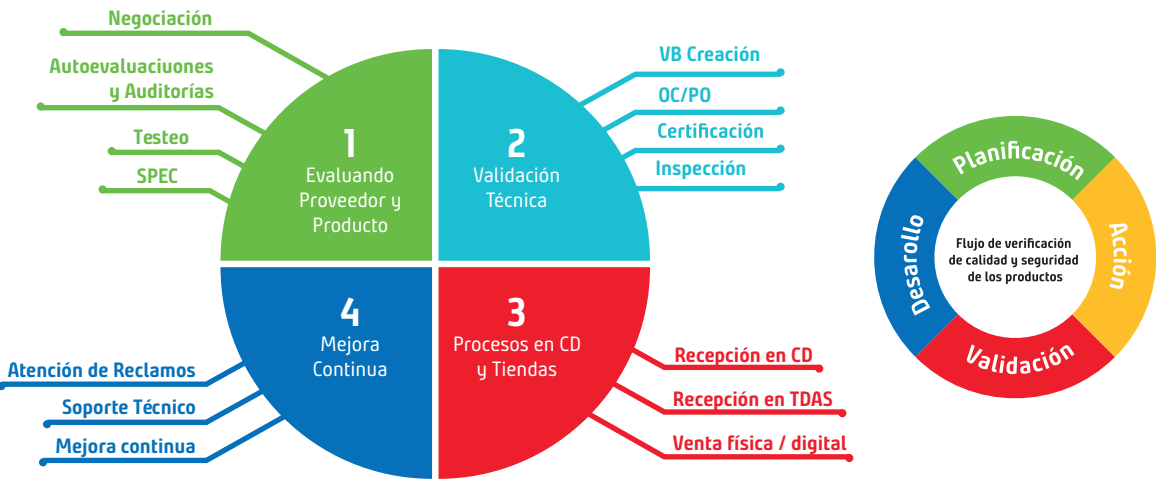 Negociación
Autoevaluaciuones
y Auditorías
Testeo
SPEC
1
Evaluando
Proveedor y
Producto
2
Validación
Técnica
VB Creación
OC/PO
Certificación
Inspección
4
Mejora
Continua
3
Procesos en CD
y Tiendas
Atención de Reclamos
Soporte Técnico
Mejora continua
Recepción en CD
Recepción en TDAS
Venta física / digital
Planificación
Acción
Validación
Desarollo
Flujo de verificación
de calidad y seguridad
de los productos